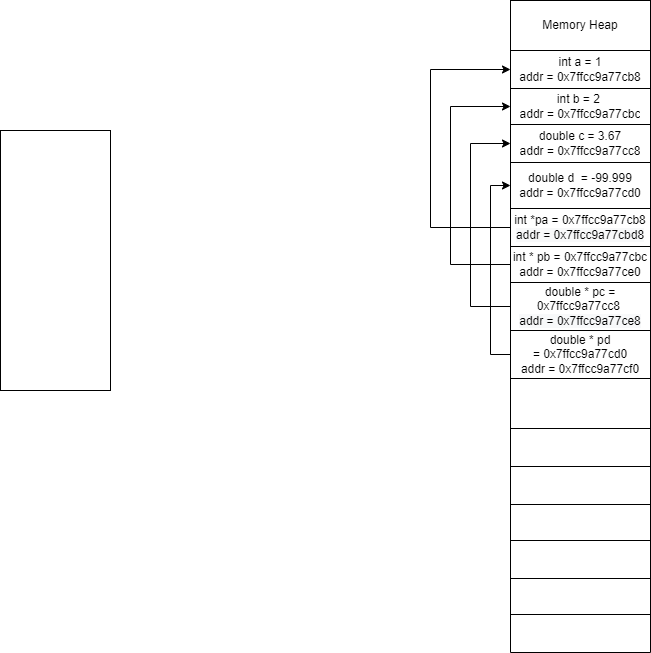 Memory Heap
int a = 1
addr = 0x7ffcc9a77cb8
int b = 2
addr = 0x7ffcc9a77cbc
double c = 3.67
addr = 0x7ffcc9a77cc8
double d  = -99.999
addr = 0x7ffcc9a77cd0
int *pa = 0x7ffcc9a77cb8
addr = 0x7ffcc9a77cbd8
int * pb = 0x7ffcc9a77cbc
addr = 0x7ffcc9a77ce0
double * pc =
0x7ffcc9a77cc8
addr = 0x7ffcc9a77ce8
double * pd
= 0x7ffcc9a77cd0
addr = 0x7ffcc9a77cf0